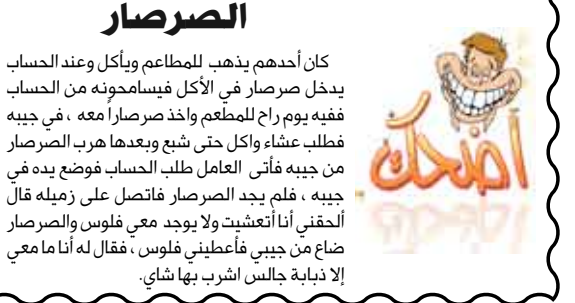 الصرصار
كان أحدهم يذهب للمطاعم ويأكل وعند الحساب
يدخل صرصار في الأكل فيسامحونه من الحساب
ففيه يوم راح للمطعم واخذ صرصاراً معه ، في جيبه
فطلب عشاء واكل حتى شبع وبعدها هرب الصرصار
من جيبه فأتى العامل طلب الحساب فوضع يده في
جيبه ، فلم يجد الصرصار فاتصل على زميله قال
ألحقني أنا أتعشيت ولا يوجد معي فلوس والصرصار
ضاع من جيبي فأعطيني فلوس ، فقال له أنا ما معي
إلا ذبابة جالس اشرب بها شاي.
أضحك